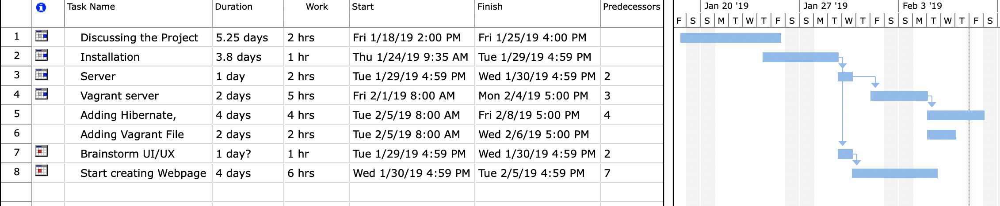 Task Name Duration Work Start Finish Predecessors Jan 20 '19 Jan 27 '19 Feb 3 '19
F S S M T W T F S S M T W T F S S M T W T F S
1 Discussing the Project 5.25 days 2 hrs Fri 1/18/19 2:00 PM Fri 1/25/19 4:00 PM
2 Installation 3.8 days 1 hr Thu 1/24/19 9:35 AM Tue 1/29/19 4:59 PM
3 Server 1 day 2 hrs Tue 1/29/19 4:59 PM Wed 1/30/19 4:59 PM 2
4 Vagrant server 2 days 5 hrs Fri 2/1/19 8:00 AM Mon 2/4/19 5:00 PM 3
5 Adding Hibernate, 4 days 4 hrs Tue 2/5/19 8:00 AM Fri 2/8/19 5:00 PM 4
6 Adding Vagrant File 2 days 2 hrs Tue 2/5/19 8:00 AM Wed 2/6/19 5:00 PM
7 Brainstorm UI/UX 1 day? 1 hr Tue 1/29/19 4:59 PM Wed 1/30/19 4:59 PM 2
8 Start creating Webpage 4 days 6 hrs Wed 1/30/19 4:59 PM Tue 2/5/19 4:59 PM 7